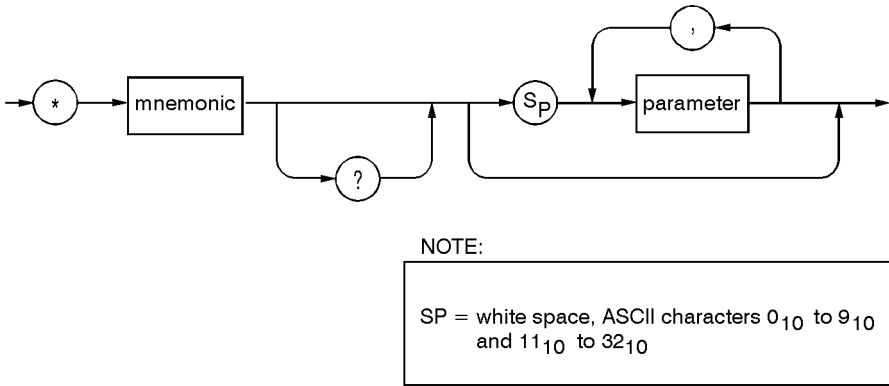 ,
* mnemonic SP parameter
?
NOTE:
SP = white space, ASCII characters 0₁₀ to 9₁₀
and 11₁₀ to 32₁₀